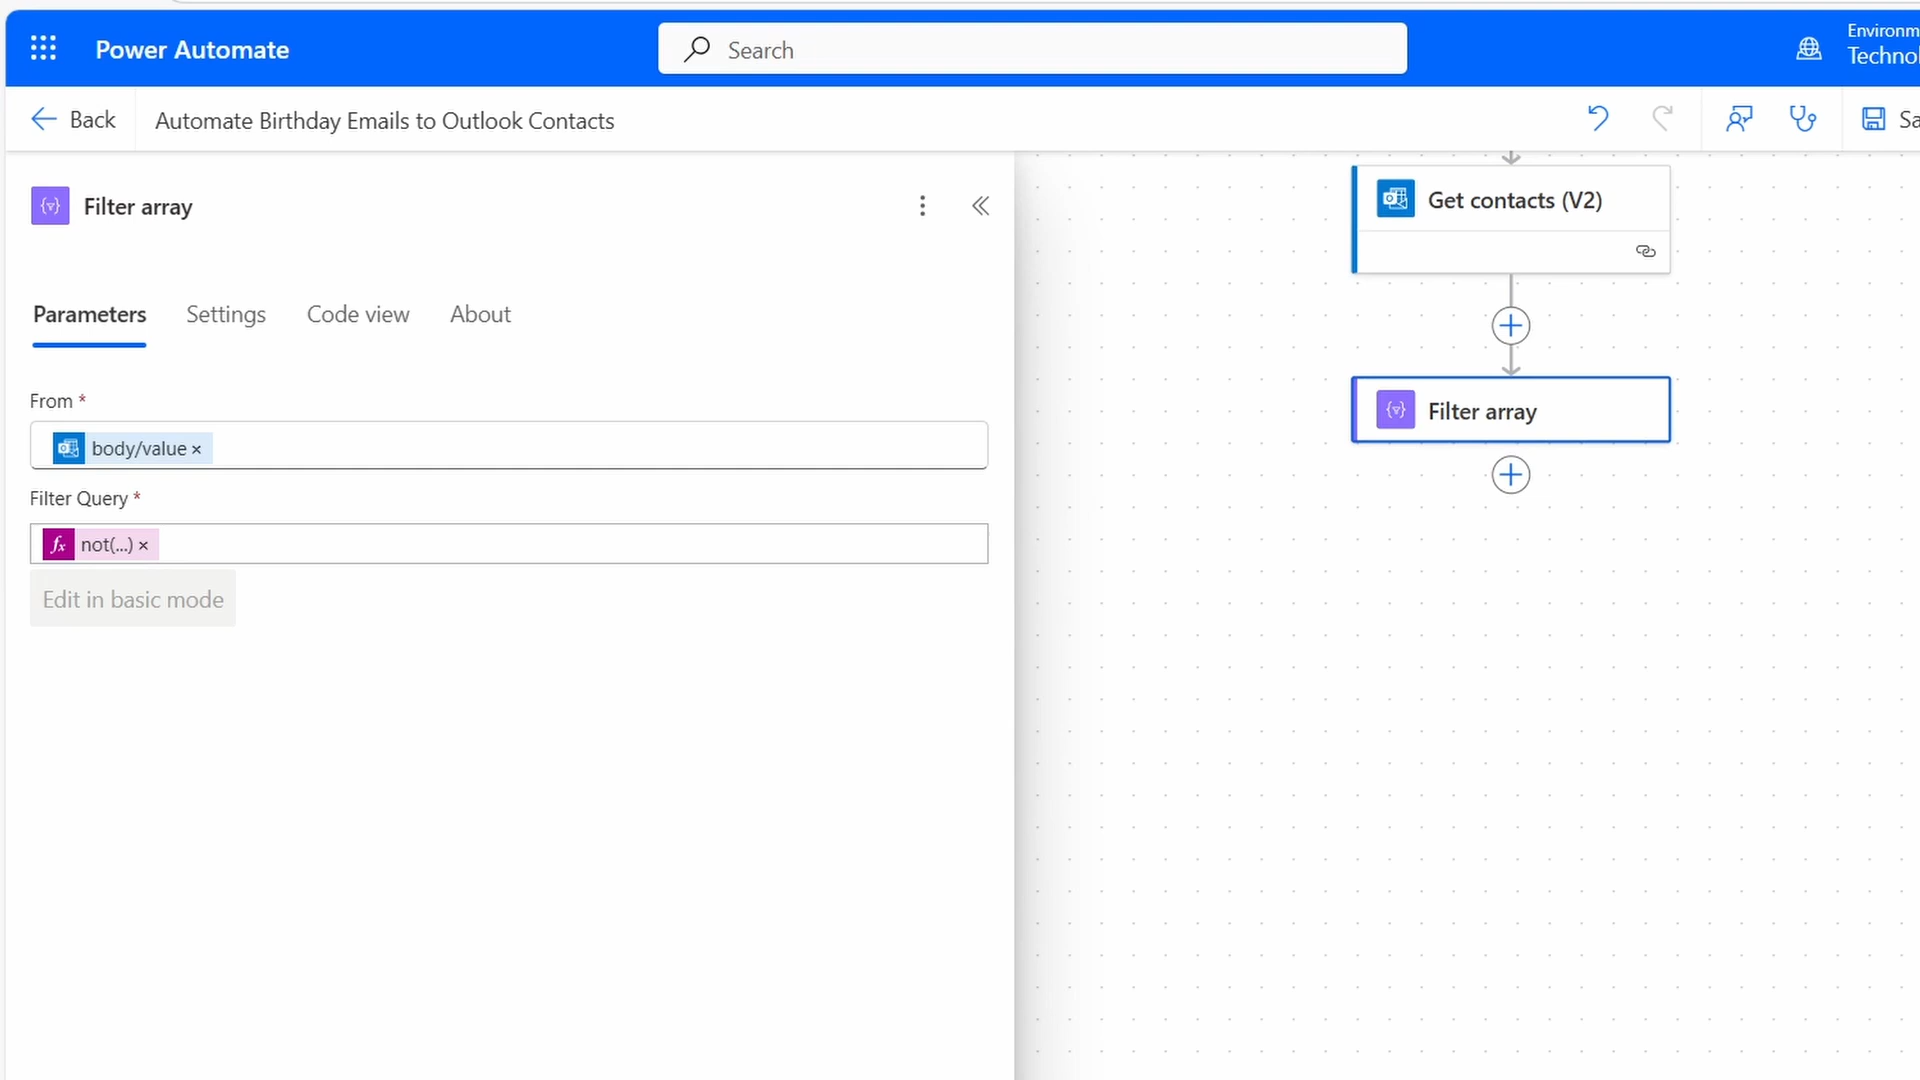 Power Automate
Search
Environm
Technol
Back
Automate Birthday Emails to Outlook Contacts
Sa
Filter array
Parameters
Settings
Code view
About
From *
body/value ×
Filter Query *
fx not(...) ×
Edit in basic mode
Get contacts (V2)
Filter array